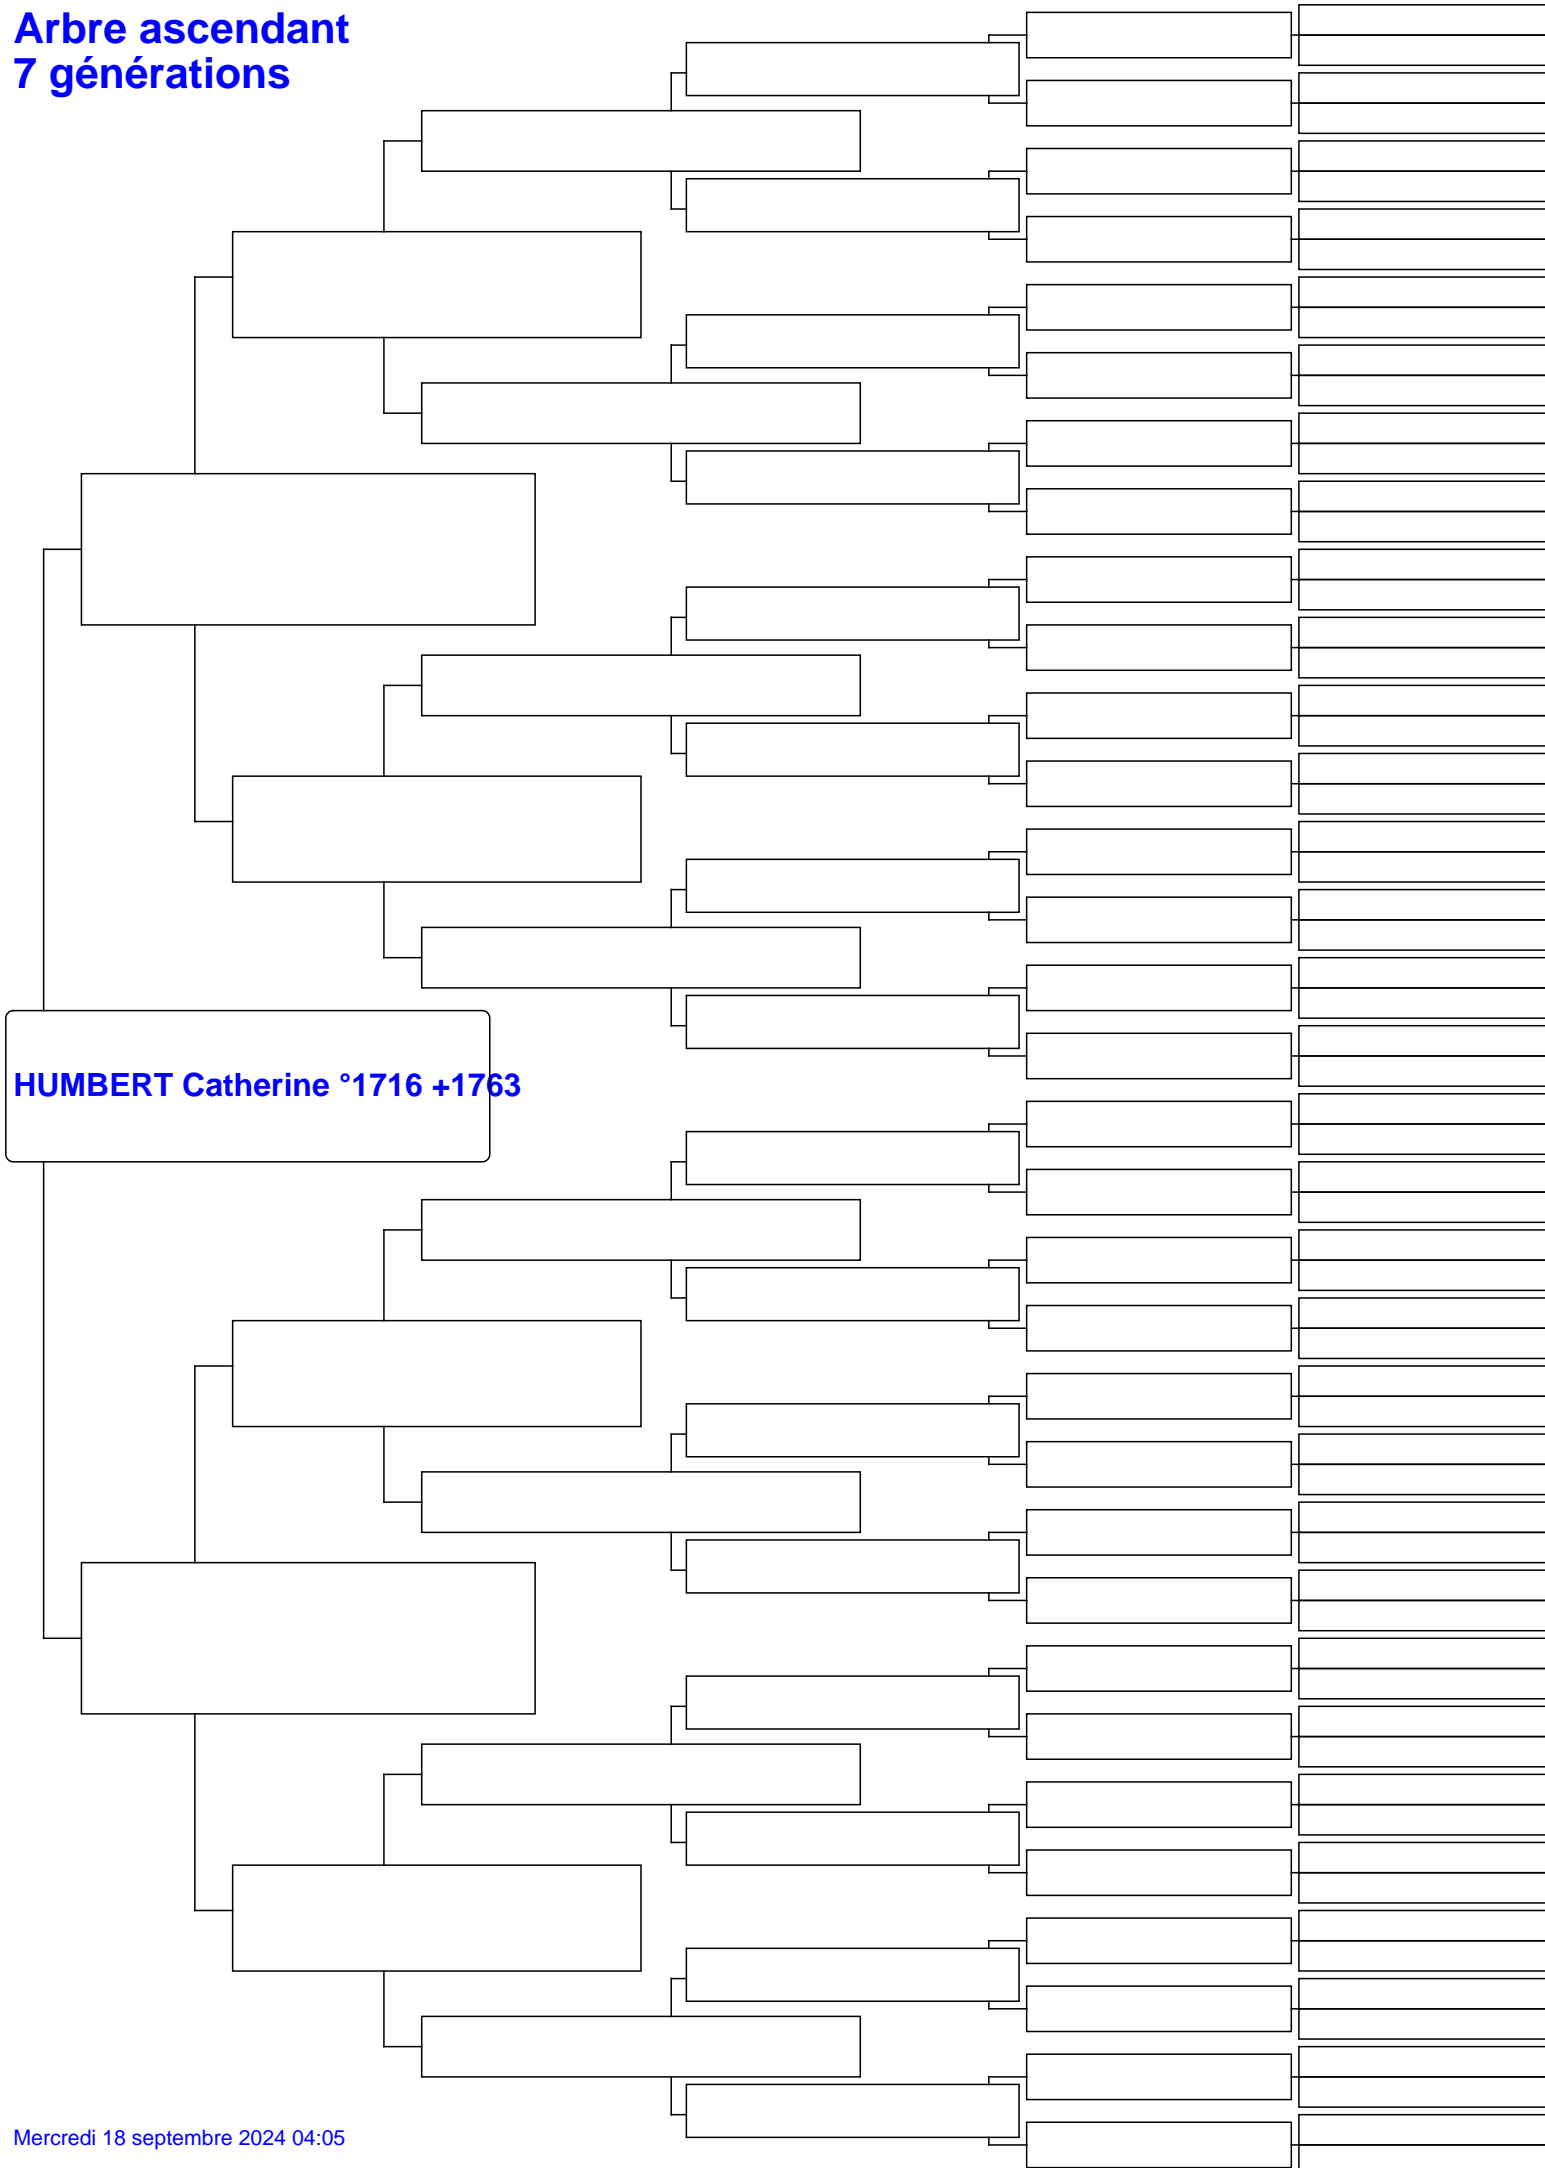 Arbre ascendant
7 générations
HUMBERT Catherine °1716 +1763
Mercredi 18 septembre 2024 04:05